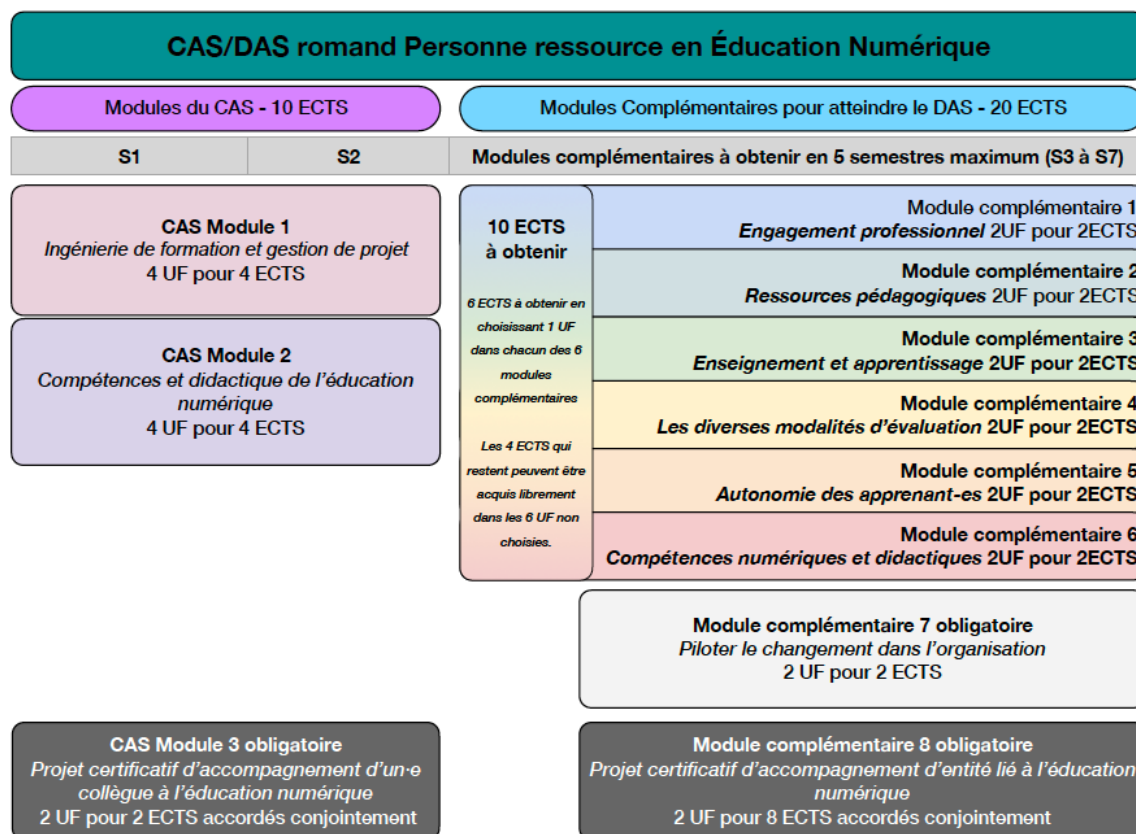 CAS/DAS romand Personne ressource en Éducation Numérique
Modules du CAS - 10 ECTS
Modules Complémentaires pour atteindre le DAS - 20 ECTS
S1
S2
Modules complémentaires à obtenir en 5 semestres maximum (S3 à S7)
CAS Module 1
Ingénierie de formation et gestion de projet
4 UF pour 4 ECTS
CAS Module 2
Compétences et didactique de l'éducation
numérique
4 UF pour 4 ECTS
10 ECTS
à obtenir
6 ECTS à obtenir en
choisissant 1 UF
dans chacun des 6
modules
complémentaires
Les 4 ECTS qui
restent peuvent être
acquis librement
dans les 6 UF non
choisies.
Module complémentaire 1
Engagement professionnel 2UF pour 2ECTS
Module complémentaire 2
Ressources pédagogiques 2UF pour 2ECTS
Module complémentaire 3
Enseignement et apprentissage 2UF pour 2ECTS
Module complémentaire 4
Les diverses modalités d'évaluation 2UF pour 2ECTS
Module complémentaire 5
Autonomie des apprenant-es 2UF pour 2ECTS
Module complémentaire 6
Compétences numériques et didactiques 2UF pour 2ECTS
Module complémentaire 7 obligatoire
Piloter le changement dans l'organisation
2 UF pour 2 ECTS
CAS Module 3 obligatoire
Projet certificatif d'accompagnement d'un·e
collègue à l'éducation numérique
2 UF pour 2 ECTS accordés conjointement
Module complémentaire 8 obligatoire
Projet certificatif d'accompagnement d'entité lié à l'éducation
numérique
2 UF pour 8 ECTS accordés conjointement